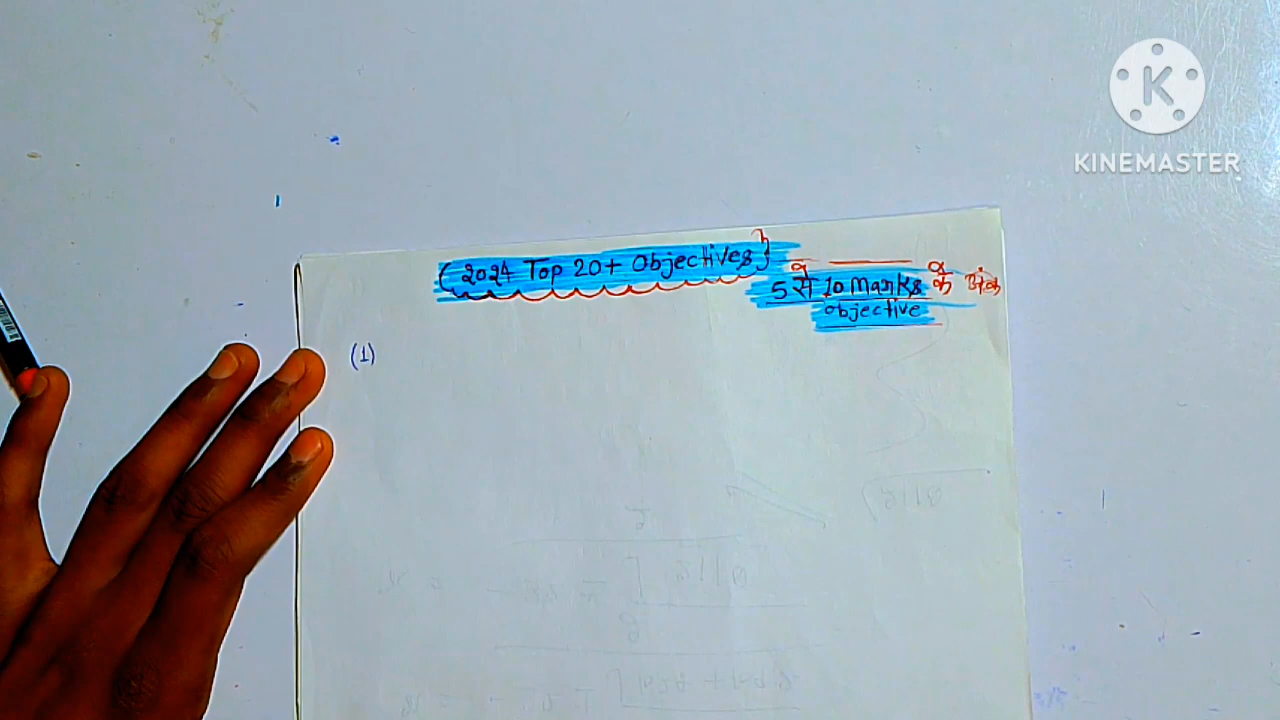 KINEMASTER
(2024 Top 20+ Objectives}
5 से 10 Marks के अंक
objective
(1)